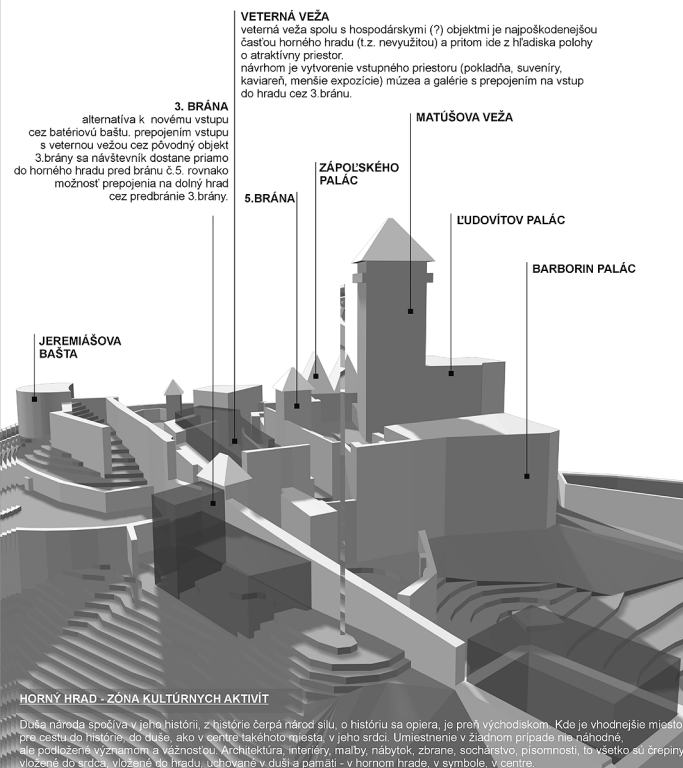 VETERNÁ VEŽA
veterná veža spolu s hospodárskymi (?) objektmi je najpoškodenejšou
časťou horného hradu (t.z. nevyužitou) a pritom ide z hľadiska polohy
o atraktívny priestor.
návrhom je vytvorenie vstupného priestoru (pokladňa, suveníry,
kaviareň, menšie expozície) múzea a galérie s prepojením na vstup
do hradu cez 3.bránu.
3. BRÁNA
alternatíva k novému vstupu
cez batériovú baštu. prepojením vstupu
s veternou vežou cez pôvodný objekt
3.brány sa návštevník dostane priamo
do horného hradu pred bránu č.5. rovnako
možnosť prepojenia na dolný hrad
cez predbránie 3.brány.
MATÚŠOVA VEŽA
ZÁPOĽSKÉHO
PALÁC
5.BRÁNA
ĽUDOVÍTOV PALÁC
BARBORIN PALÁC
JEREMIÁŠOVA
BAŠTA
HORNÝ HRAD - ZÓNA KULTÚRNYCH AKTIVÍT
Duša národa spočíva v jeho histórii, z histórie čerpá národ silu, o históriu sa opiera, je preň východiskom. Kde je vhodnejšie miesto
pre cestu do histórie, do duše, ako v centre takéhoto miesta, v jeho srdci. Umiestnenie v žiadnom prípade nie náhodné,
ale podložené významom a vážnosťou. Architektúra, interiéry, maľby, nábytok, zbrane, sochárstvo, písomnosti, to všetko sú črepiny
vložené do srdca, vložené do hradu, uchované v duši a pamäti - v hornom hrade, v symbole, v centre.